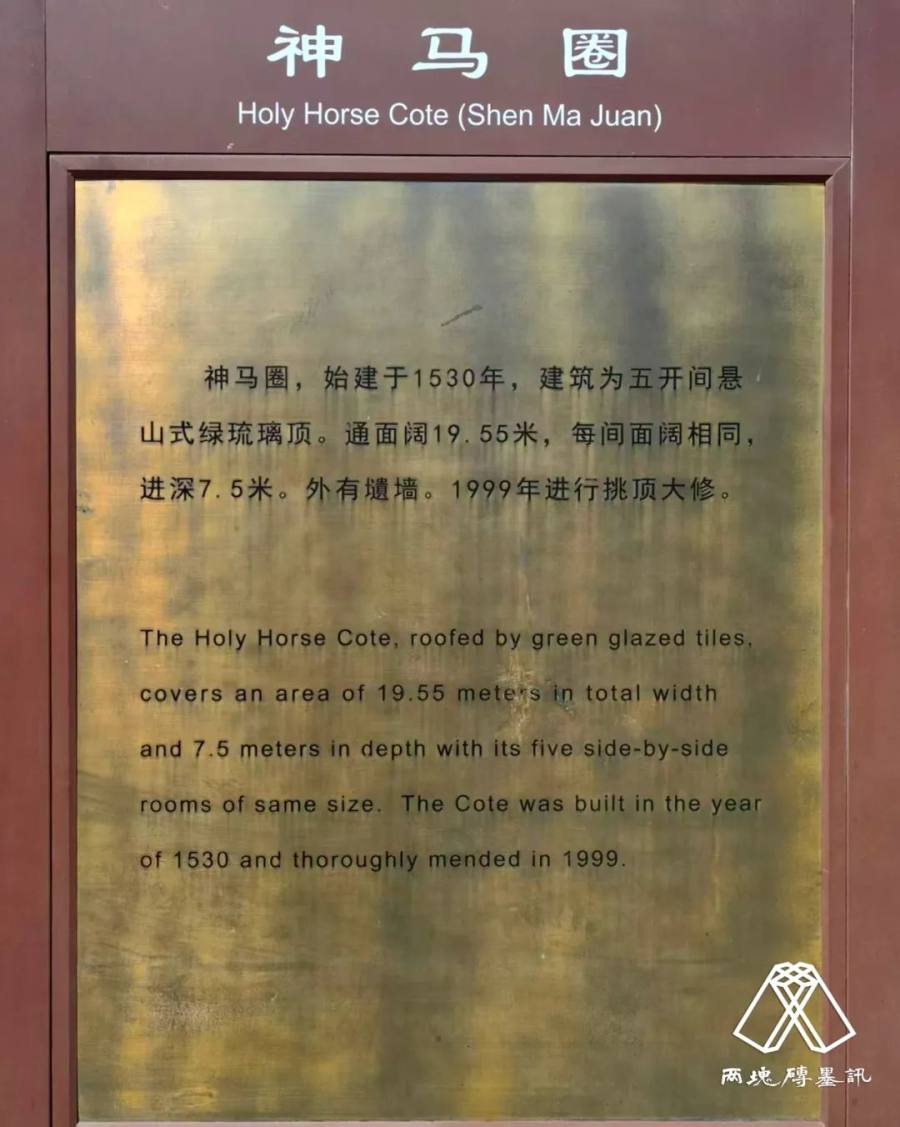 神马圈
Holy Horse Cote (Shen Ma Juan)
神马圈，始建于1530年，建筑为五开间悬
山式绿琉璃顶。通面阔19.55米，每间面阔相同，
进深7.5米。外有壝墙。1999年进行挑顶大修。
The Holy Horse Cote, roofed by green glazed tiles,
covers an area of 19.55 meters in total width
and 7.5 meters in depth with its five side-by-side
rooms of same size. The Cote was built in the year
of 1530 and thoroughly mended in 1999.
两塊磚墨訊